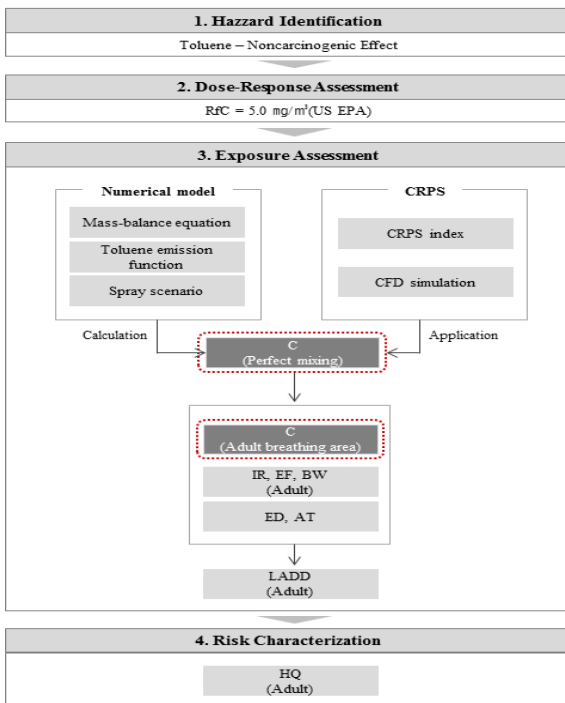 1. Hazzard Identification
Toluene – Noncarcinogenic Effect
2. Dose-Response Assessment
RfC = 5.0 mg/m³(US EPA)
3. Exposure Assessment
Numerical model
Mass-balance equation
Toluene emission
function
Spray scenario
CRPS
CRPS index
CFD simulation
Calculation
Application
C
(Perfect mixing)
C
(Adult breathing area)
IR, EF, BW
(Adult)
ED, AT
LADD
(Adult)
4. Risk Characterization
HQ
(Adult)